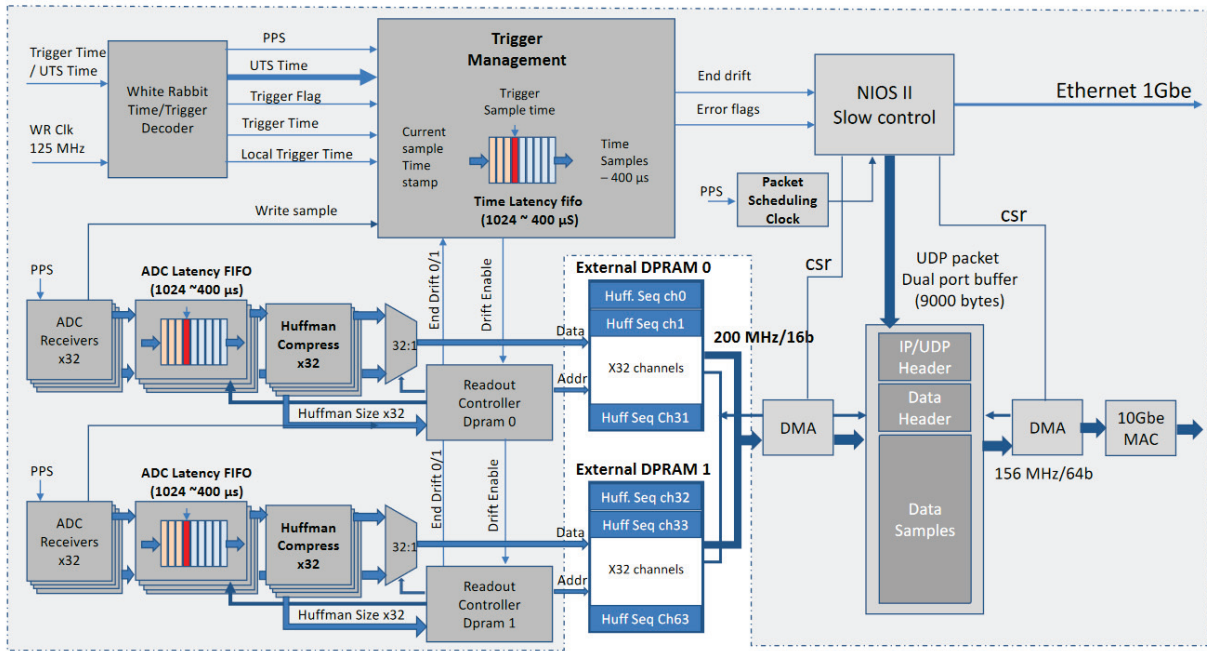 Trigger Time
/ UTS Time
WR Clk
125 MHz
White Rabbit
Time/Trigger
Decoder
PPS
UTS Time
Trigger Flag
Trigger Time
Local Trigger Time
Write sample
Trigger
Management
Trigger
Sample time
Current
sample
Time
stamp
Time
Samples
– 400 µs
Time Latency fifo
(1024 ~ 400 µS)
End drift
Error flags
NIOS II
Slow control
Ethernet 1Gbe
PPS
Packet
Scheduling
Clock
csr
csr
UDP packet
Dual port buffer
(9000 bytes)
PPS
ADC
Receivers
x32
ADC Latency FIFO
(1024 ~400 µs)
Huffman
Compress
x32
32:1
End Drift 0/1
Drift Enable
Data
Addr
Readout
Controller
Dpram 0
Huffman Size x32
External DPRAM 0
Huff. Seq ch0
Huff Seq ch1
X32 channels
Huff Seq Ch31
200 MHz/16b
DMA
IP/UDP
Header
Data
Header
Data
Samples
DMA
10Gbe
MAC
156 MHz/64b
PPS
ADC
Receivers
x32
ADC Latency FIFO
(1024 ~400 µs)
Huffman
Compress
x32
32:1
End Drift 0/1
Drift Enable
Data
Addr
Readout
Controller
Dpram 1
Huffman Size x32
External DPRAM 1
Huff. Seq ch32
Huff Seq ch33
X32 channels
Huff Seq Ch63